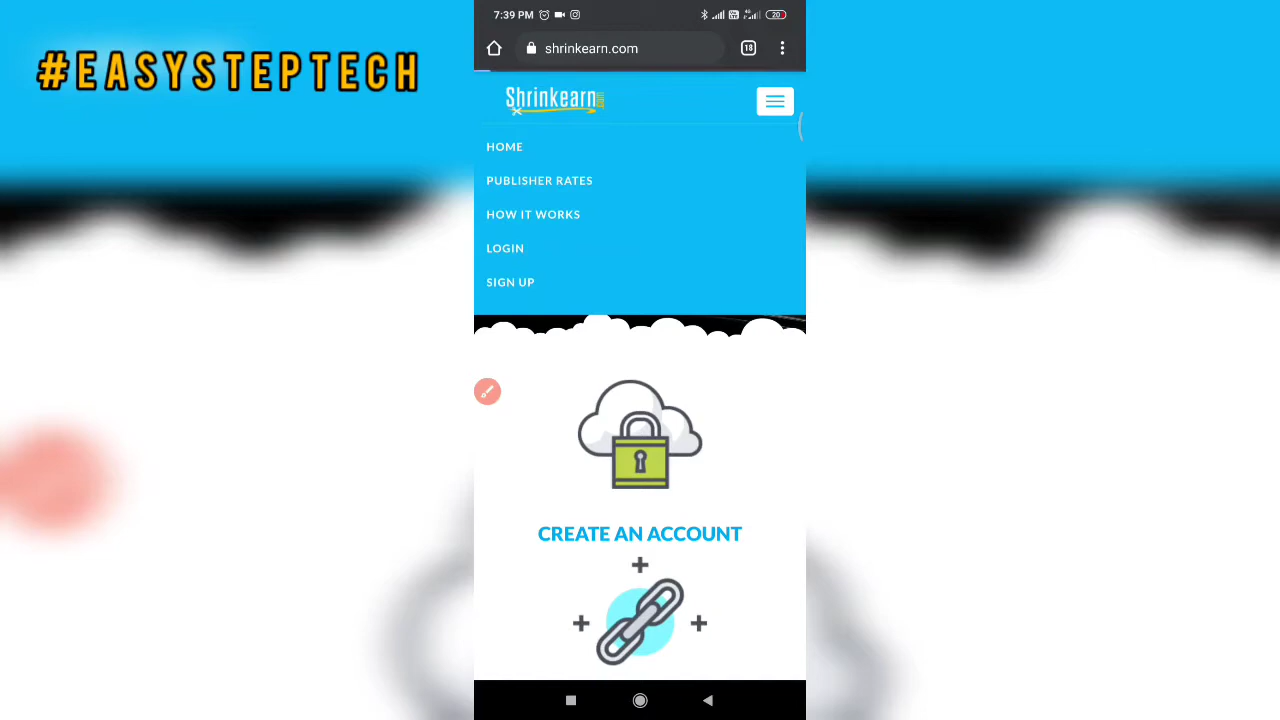 #EASYSTEPTECH
7:39 PM
20
shrinkearn.com
18
Shrinkearn
HOME
PUBLISHER RATES
HOW IT WORKS
LOGIN
SIGN UP
CREATE AN ACCOUNT